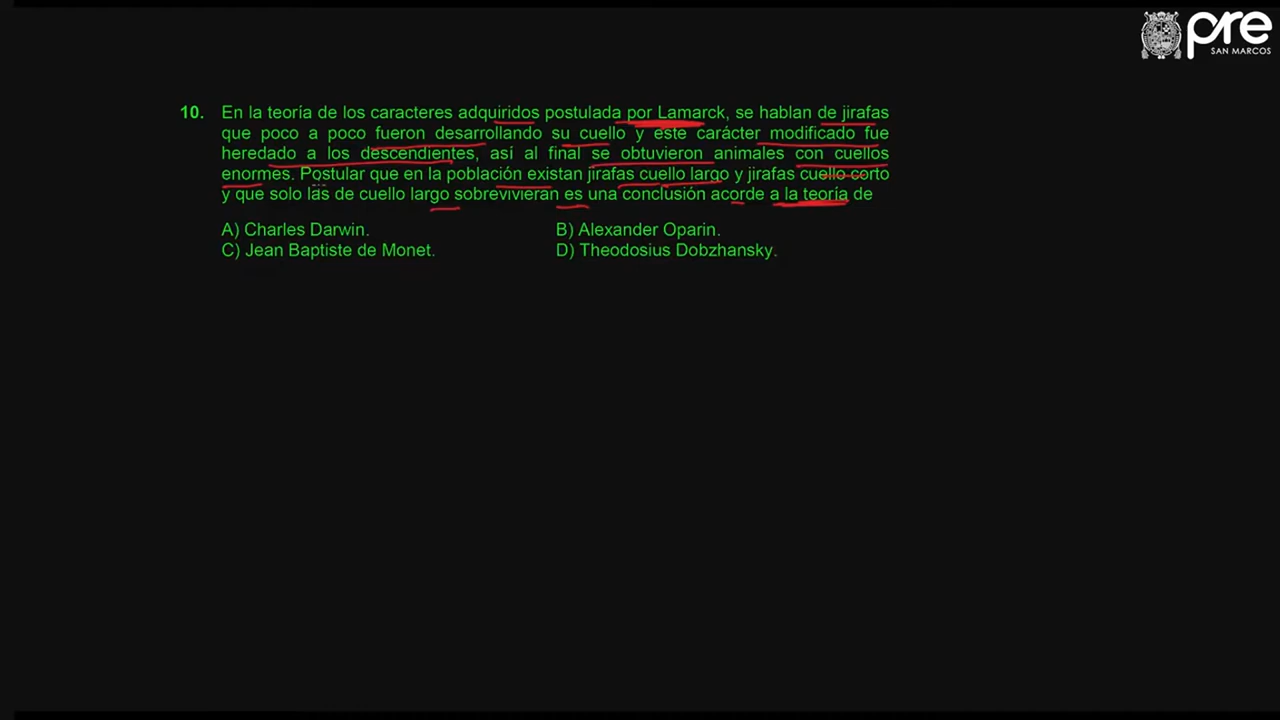 pre
SAN MARCOS
10. En la teoría de los caracteres adquiridos postulada por Lamarck, se hablan de jirafas
que poco a poco fueron desarrollando su cuello y este carácter modificado fue
heredado a los descendientes, así al final se obtuvieron animales con cuellos
enormes. Postular que en la población existan jirafas cuello largo y jirafas cuello corto
y que solo las de cuello largo sobrevivieran es una conclusión acorde a la teoría de
A) Charles Darwin. B) Alexander Oparin.
C) Jean Baptiste de Monet. D) Theodosius Dobzhansky.